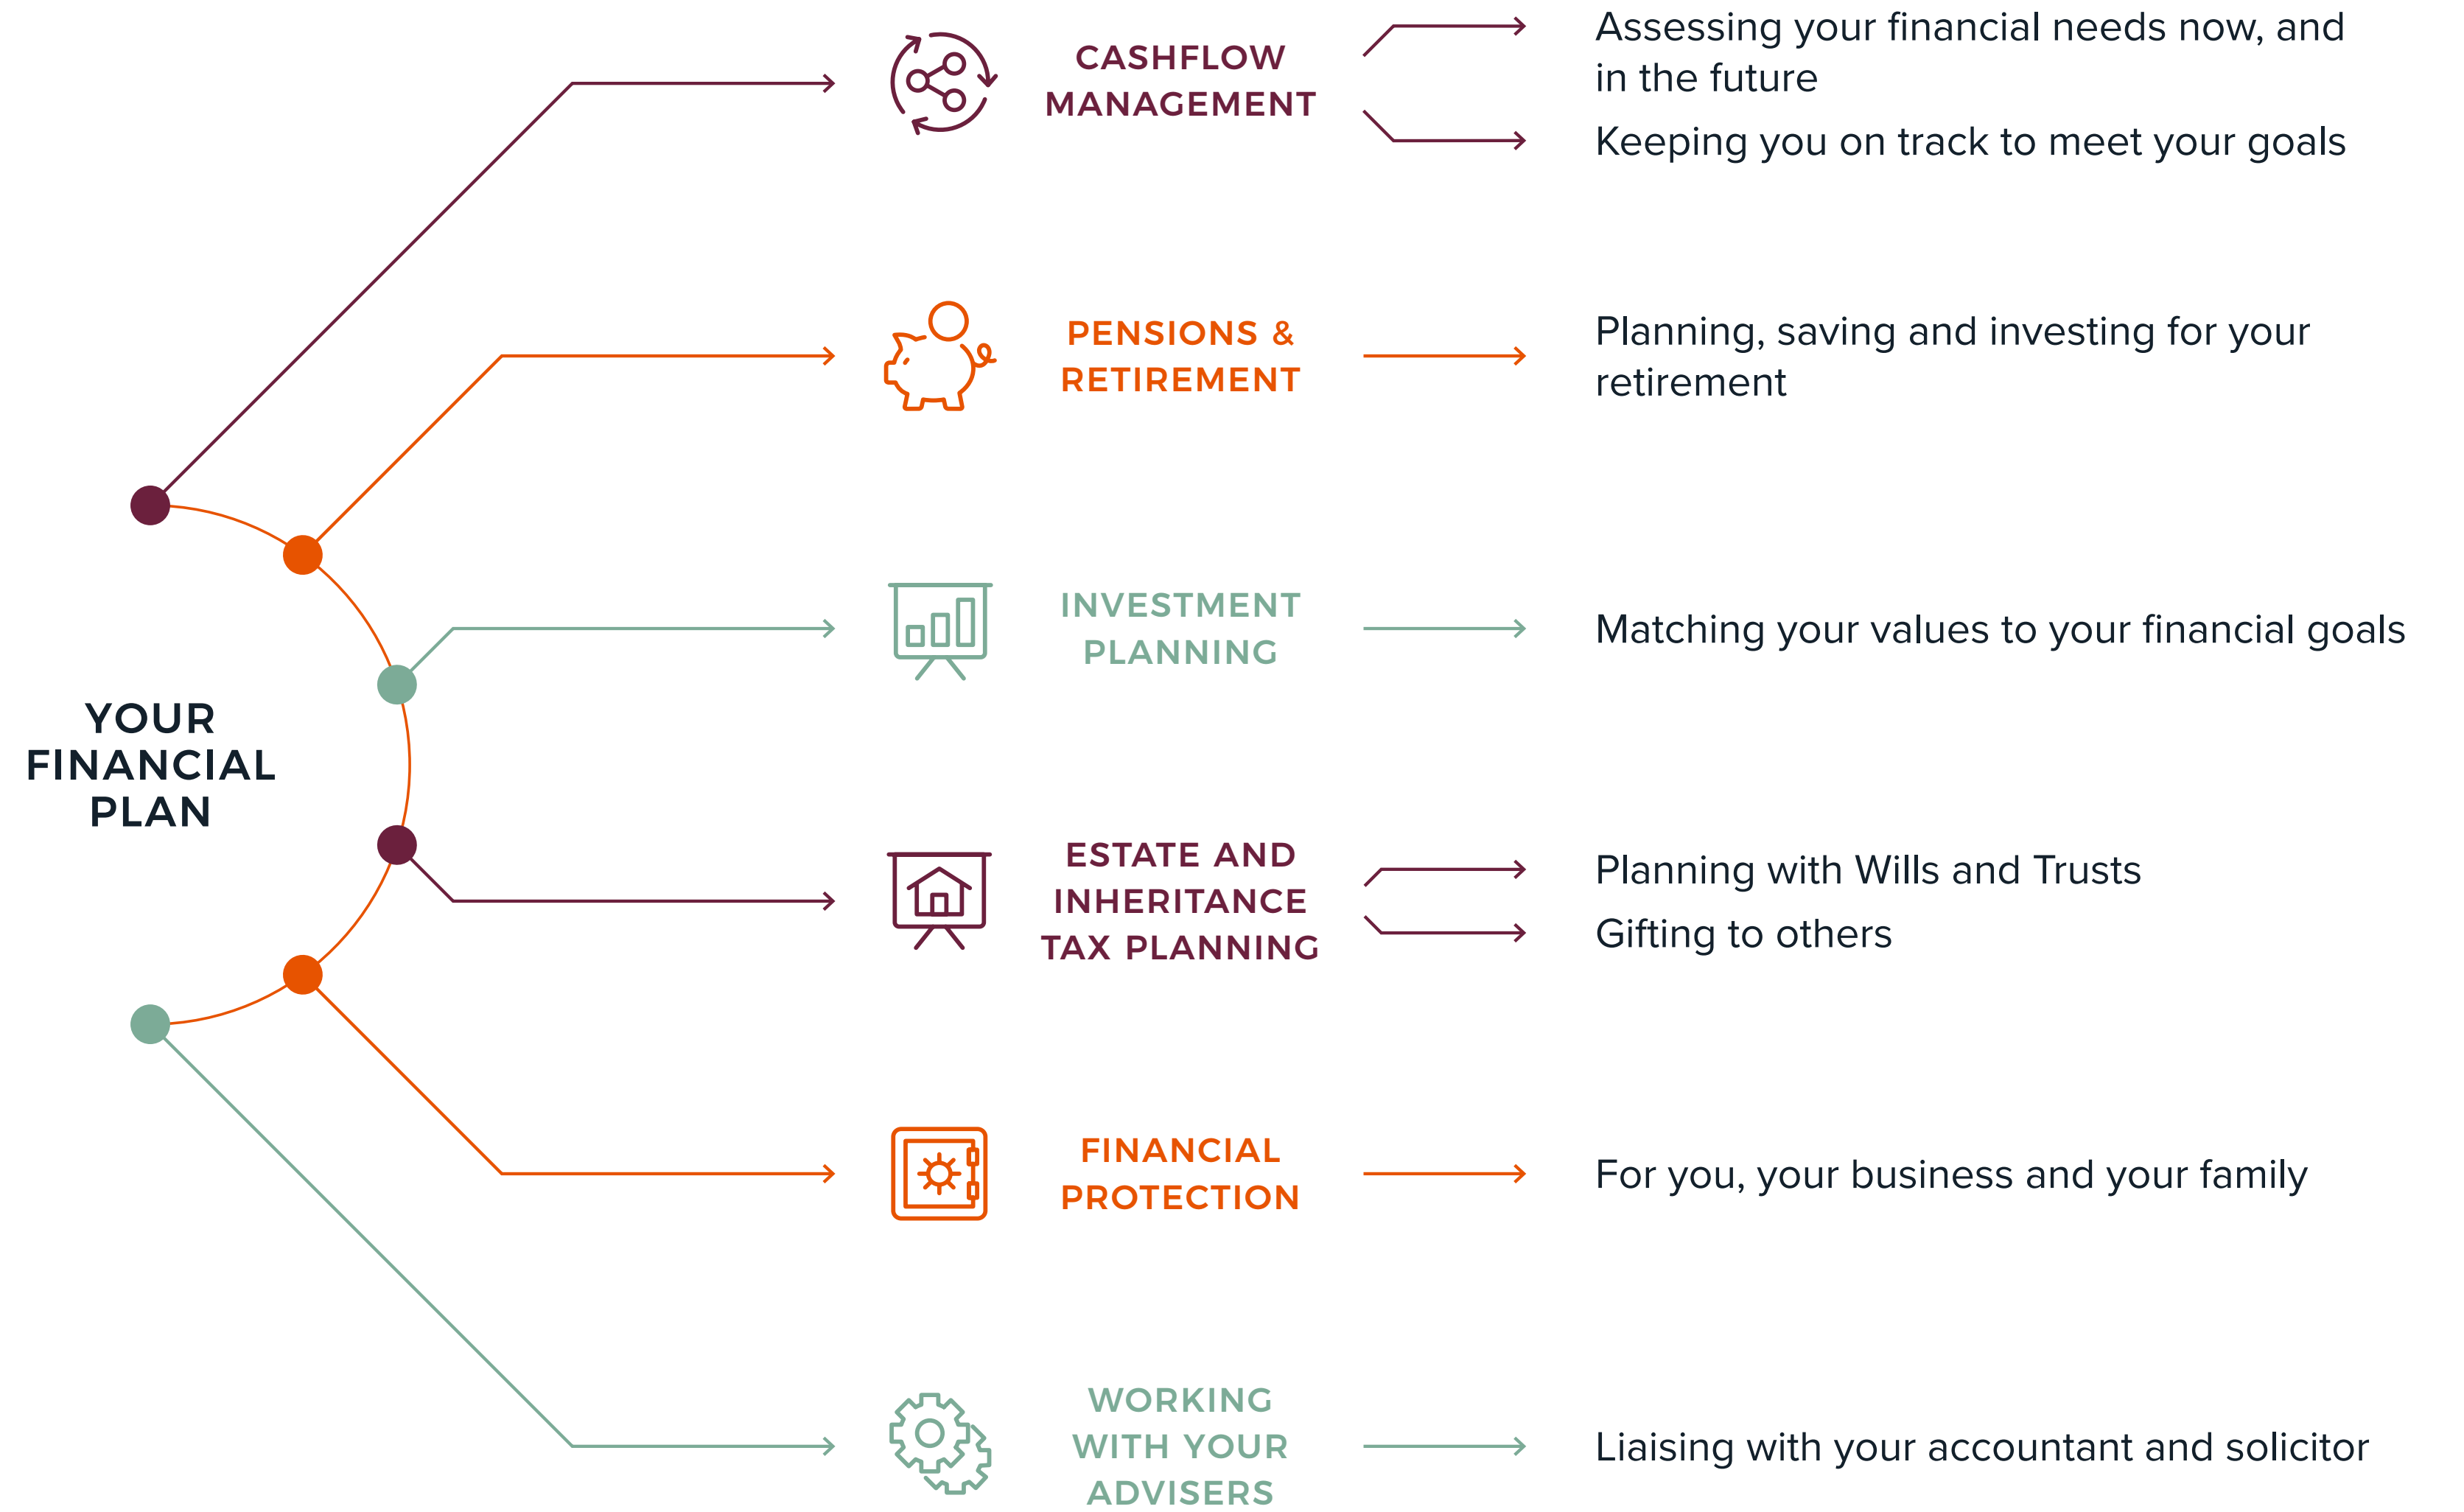 YOUR
FINANCIAL
PLAN
CASHFLOW
MANAGEMENT
Assessing your financial needs now, and
in the future
Keeping you on track to meet your goals
PENSIONS &
RETIREMENT
Planning, saving and investing for your
retirement
INVESTMENT
PLANNING
Matching your values to your financial goals
ESTATE AND
INHERITANCE
TAX PLANNING
Planning with Wills and Trusts
Gifting to others
FINANCIAL
PROTECTION
For you, your business and your family
WORKING
WITH YOUR
ADVISERS
Liaising with your accountant and solicitor